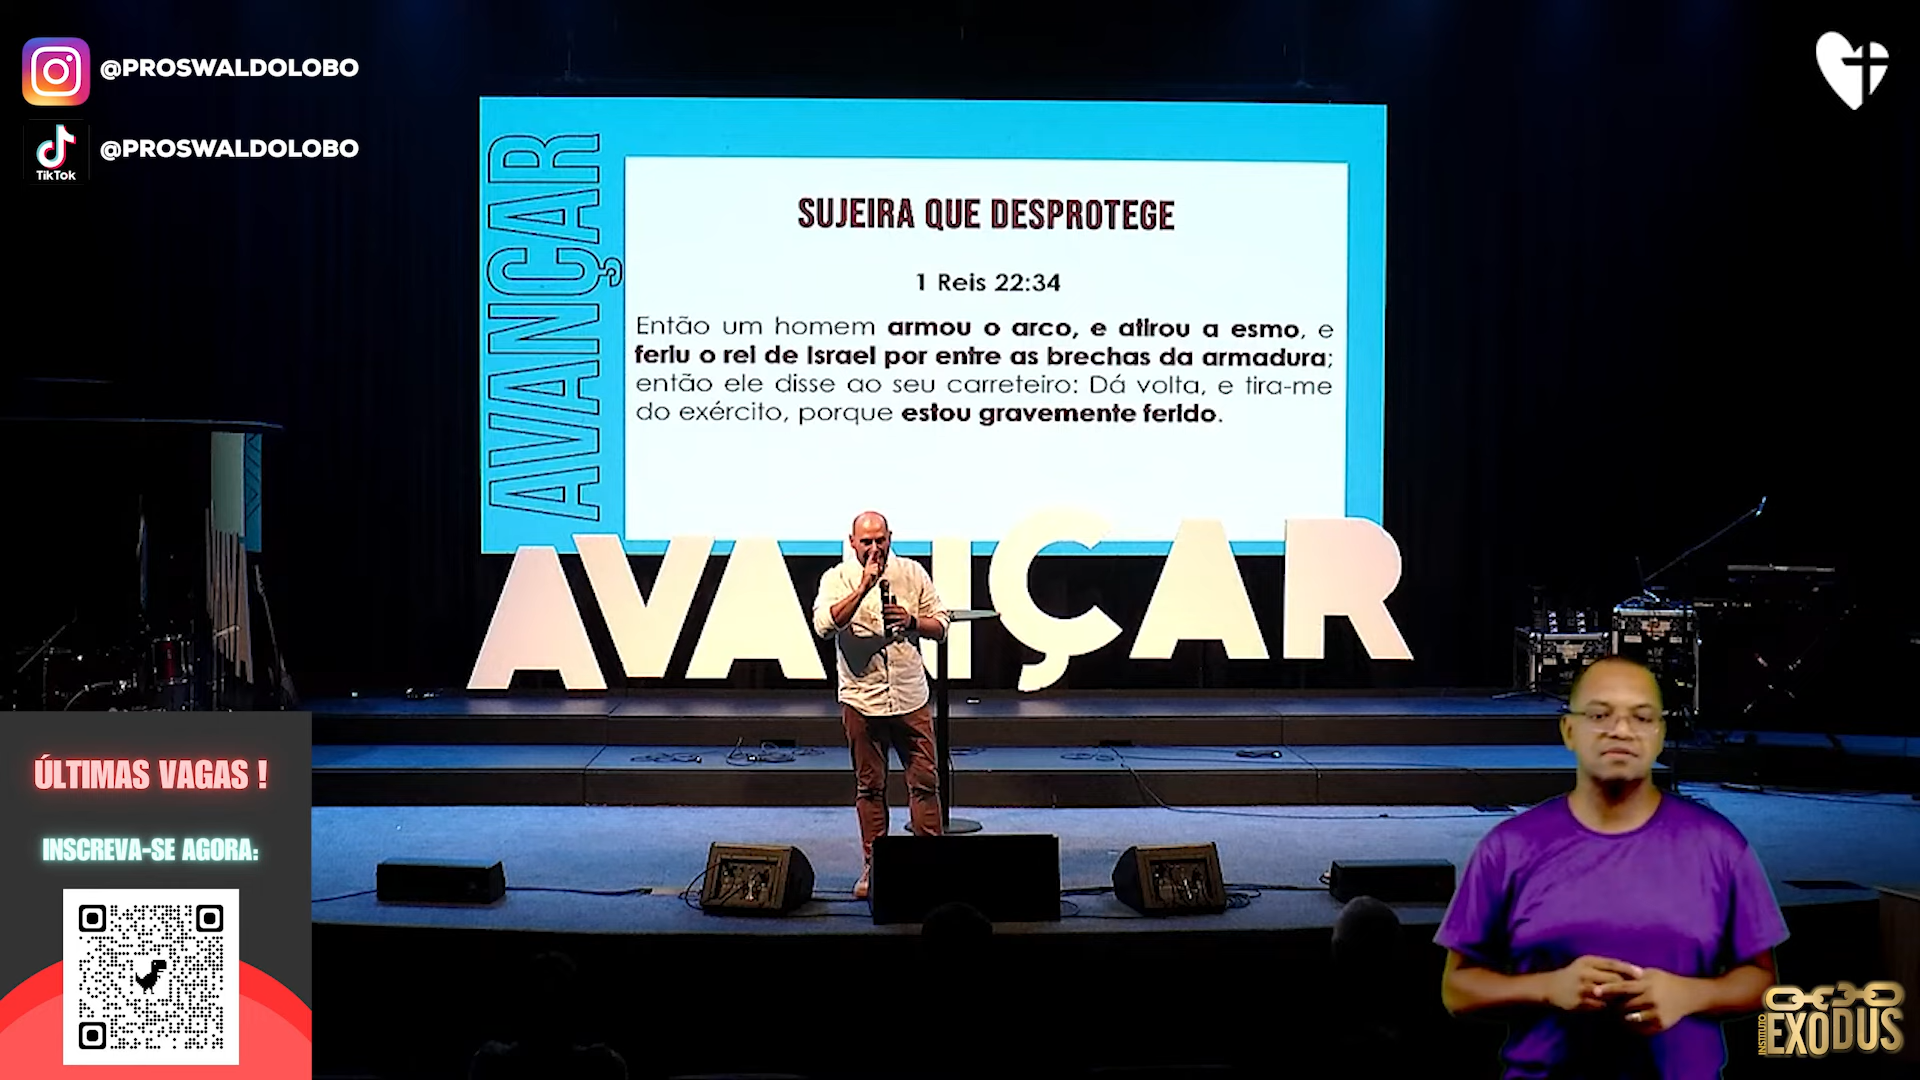 @PROSWALDOLOBO
TikTok
@PROSWALDOLOBO
AVANÇAR
SUJEIRA QUE DESPROTEGE
1 Reis 22:34
Então um homem armou o arco, e atirou a esmo, e
feriu o rei de Israel por entre as brechas da armadura;
então ele disse ao seu carreteiro: Dá volta, e tira-me
do exército, porque estou gravemente ferido.
AVANÇAR
ÚLTIMAS VAGAS !
INSCREVA-SE AGORA:
INSTITUTO
EXODUS